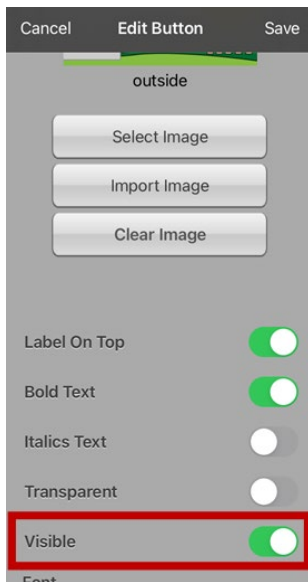 Cancel Edit Button Save
outside
Select Image
Import Image
Clear Image
Label On Top
Bold Text
Italics Text
Transparent
Visible
Font